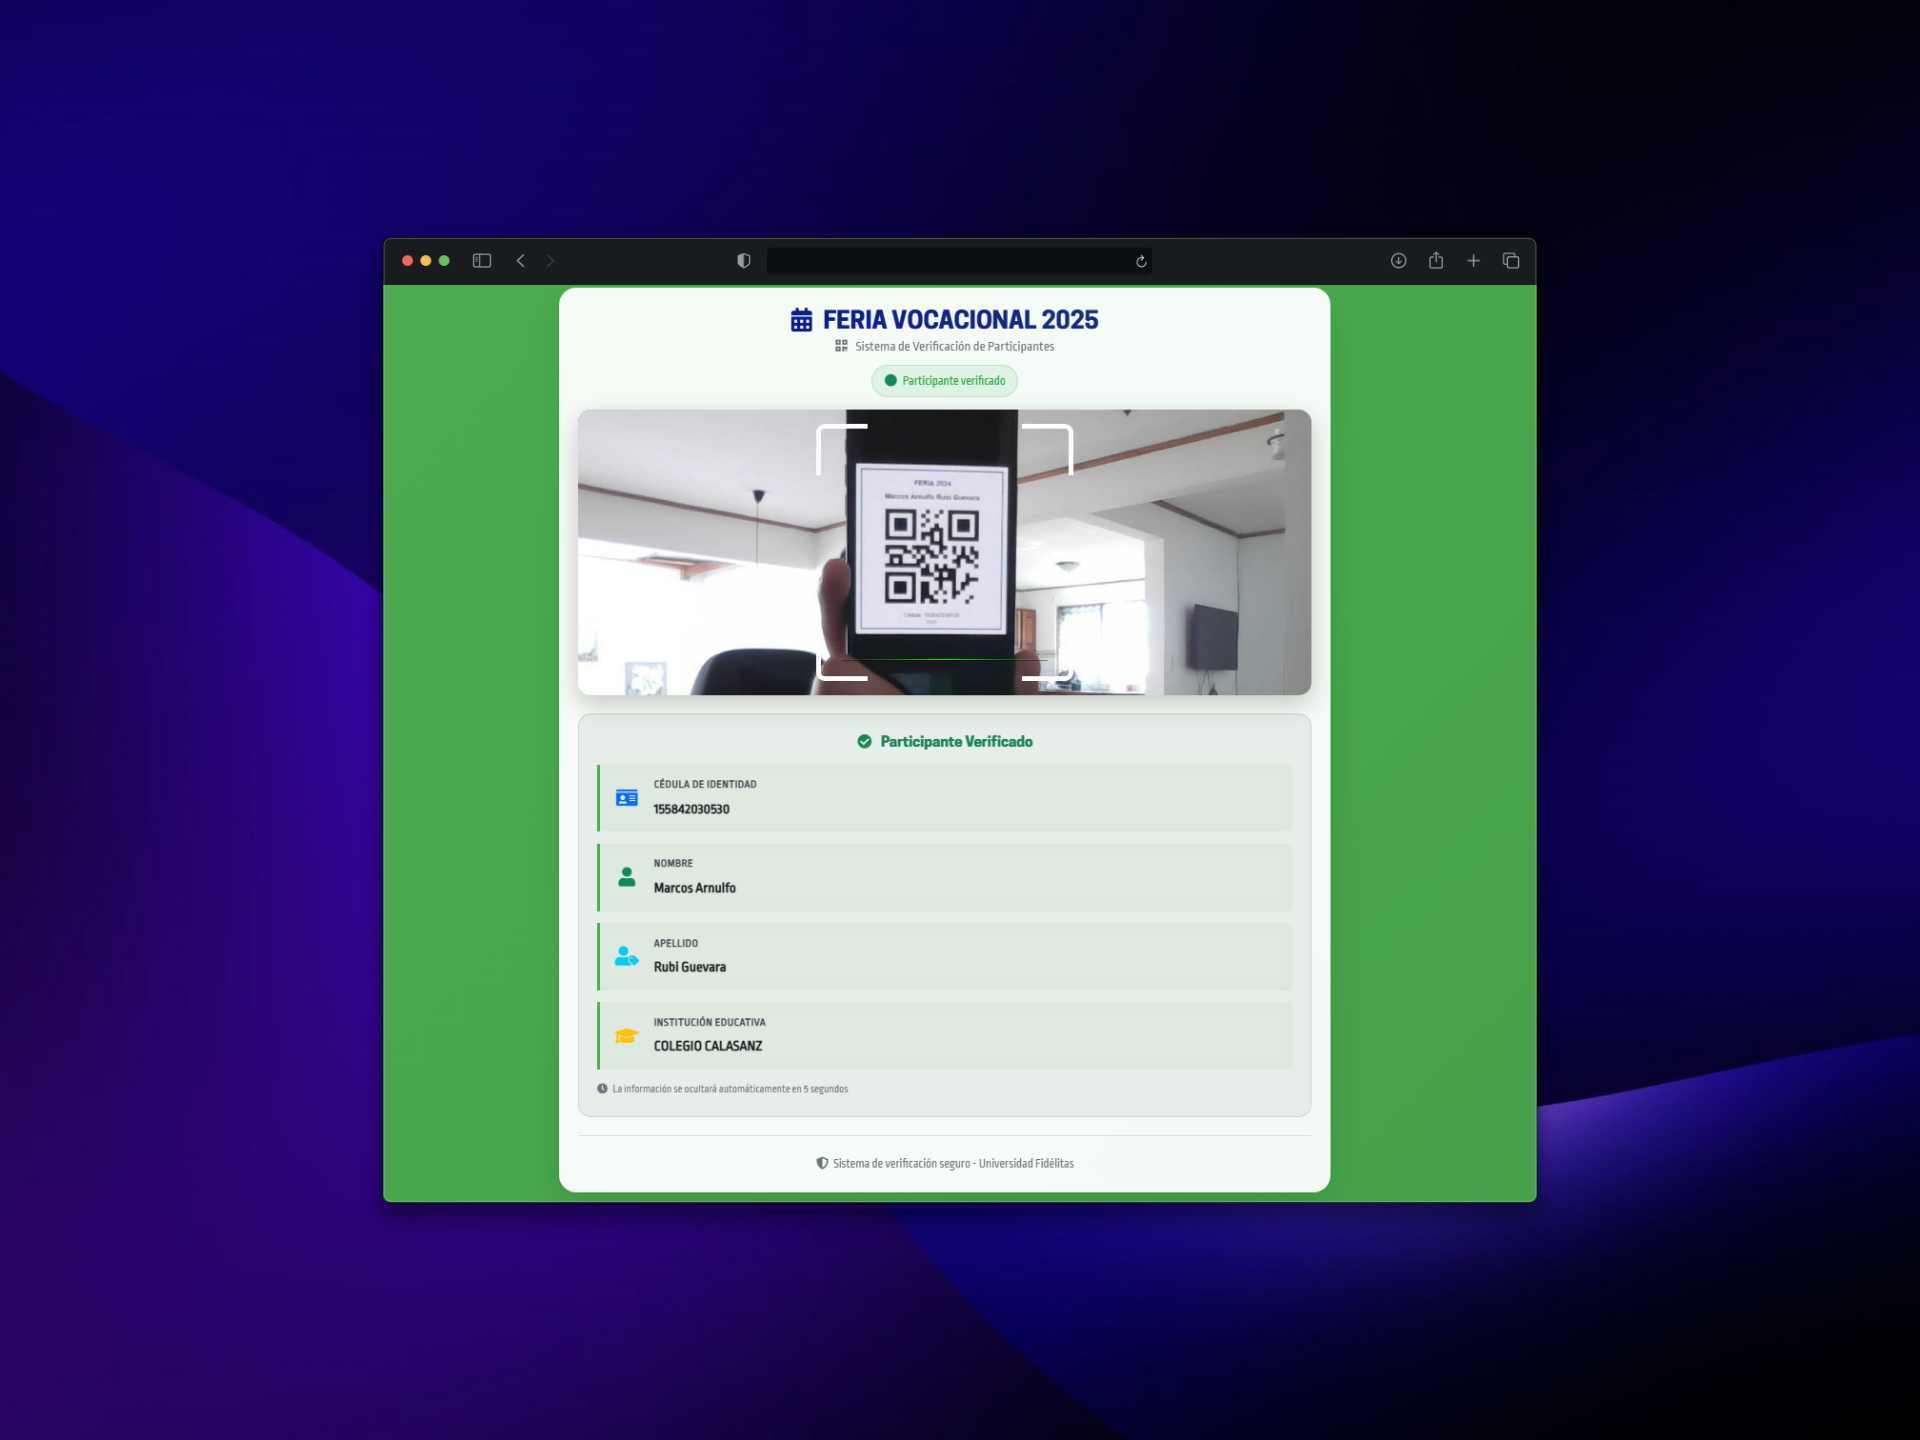 FERIA VOCACIONAL 2025
Sistema de Verificación de Participantes
Participante verificado
FERIA 2024
Marcos Arnulfo Rubi Guevara
Participante Verificado
CÉDULA DE IDENTIDAD
155842030530
NOMBRE
Marcos Arnulfo
APELLIDO
Rubi Guevara
INSTITUCIÓN EDUCATIVA
COLEGIO CALASANZ
La información se ocultará automáticamente en 5 segundos
Sistema de verificación seguro - Universidad Fidélitas